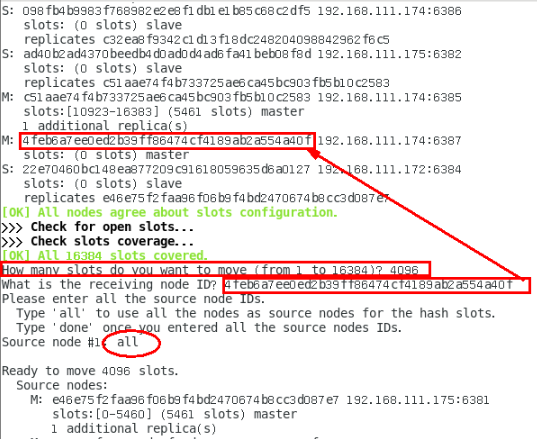 S: 098fb4b9983f768982e2e8f1db1e1b85c68c2df5 192.168.111.174:6386
slots: (0 slots) slave
replicates c32ea8f9342c1d13f18dc248204098842962f6c5
S: ad40b2ad4370beedb4d0ad0d4ad6fa41beb08f8d 192.168.111.175:6382
slots: (0 slots) slave
replicates c51aae74f4b733725ae6ca45bc903fb5b10c2583
M: c51aae74f4b733725ae6ca45bc903fb5b10c2583 192.168.111.174:6385
slots:[10923-16383] (5461 slots) master
1 additional replica(s)
M: 4feb6a7ee0ed2b39ff86474cf4189ab2a554a40f 192.168.111.174:6387
slots: (0 slots) master
S: 22e70460bc148ea877209c91618059635d6a0127 192.168.111.172:6384
slots: (0 slots) slave
replicates e46e75f2faa96f06b9f4bd2470674b8cc3d087e7
[OK] All nodes agree about slots configuration.
>>> Check for open slots...
>>> Check slots coverage...
[OK] All 16384 slots covered.
How many slots do you want to move (from 1 to 16384)? 4096
What is the receiving node ID? 4feb6a7ee0ed2b39ff86474cf4189ab2a554a40f
Please enter all the source node IDs.
Type 'all' to use all the nodes as source nodes for the hash slots.
Type 'done' once you entered all the source nodes IDs.
Source node #1: all
Ready to move 4096 slots.
Source nodes:
M: e46e75f2faa96f06b9f4bd2470674b8cc3d087e7 192.168.111.175:6381
slots:[0-5460] (5461 slots) master
1 additional replica(s)